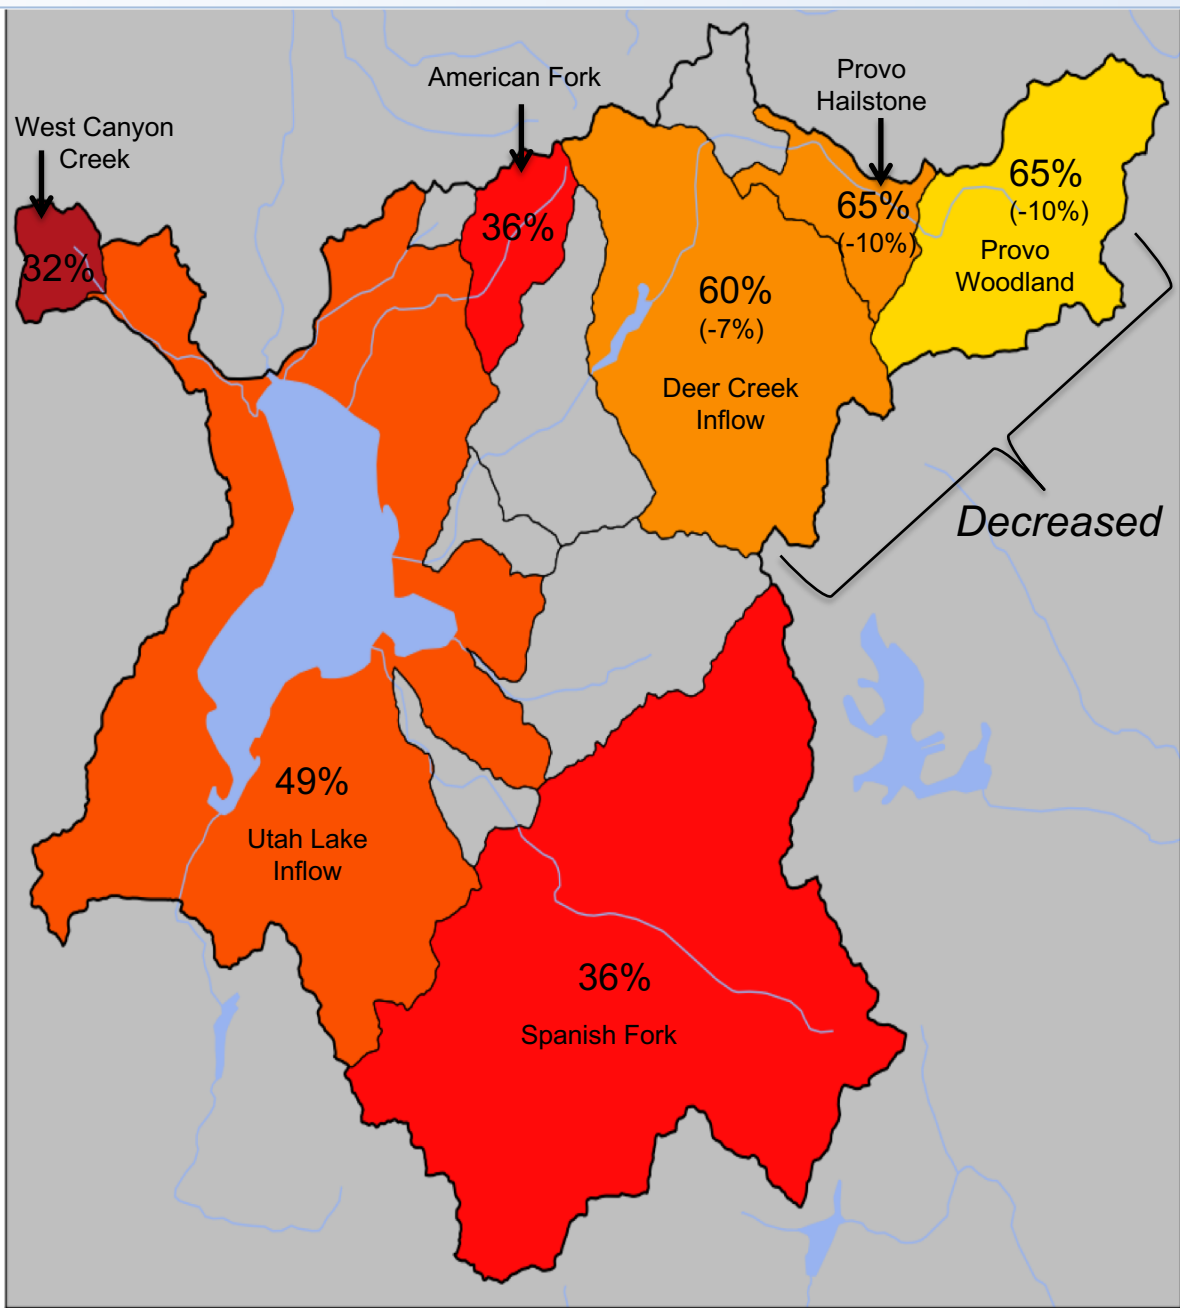 American Fork
Provo
Hailstone
West Canyon
Creek
32%
36%
65%
(-10%)
65%
(-10%)
Provo
Woodland
60%
(-7%)
Deer Creek
Inflow
Decreased
49%
Utah Lake
Inflow
36%
Spanish Fork